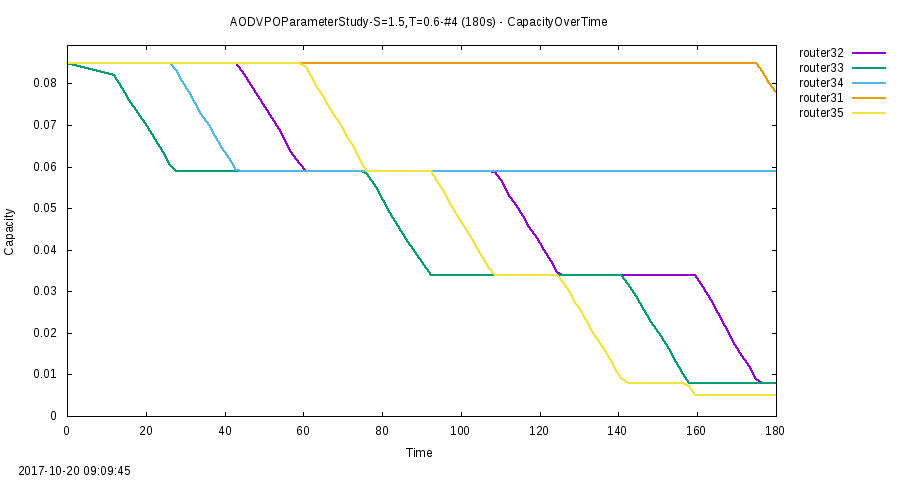 AODVPOParameterStudy-S=1.5,T=0.6-#4 (180s) - CapacityOverTime
router32
router33
router34
router31
router35
0.08
0.07
0.06
0.05
0.04
0.03
0.02
0.01
0
Capacity
0 20 40 60 80 100 120 140 160 180
Time
2017-10-20 09:09:45